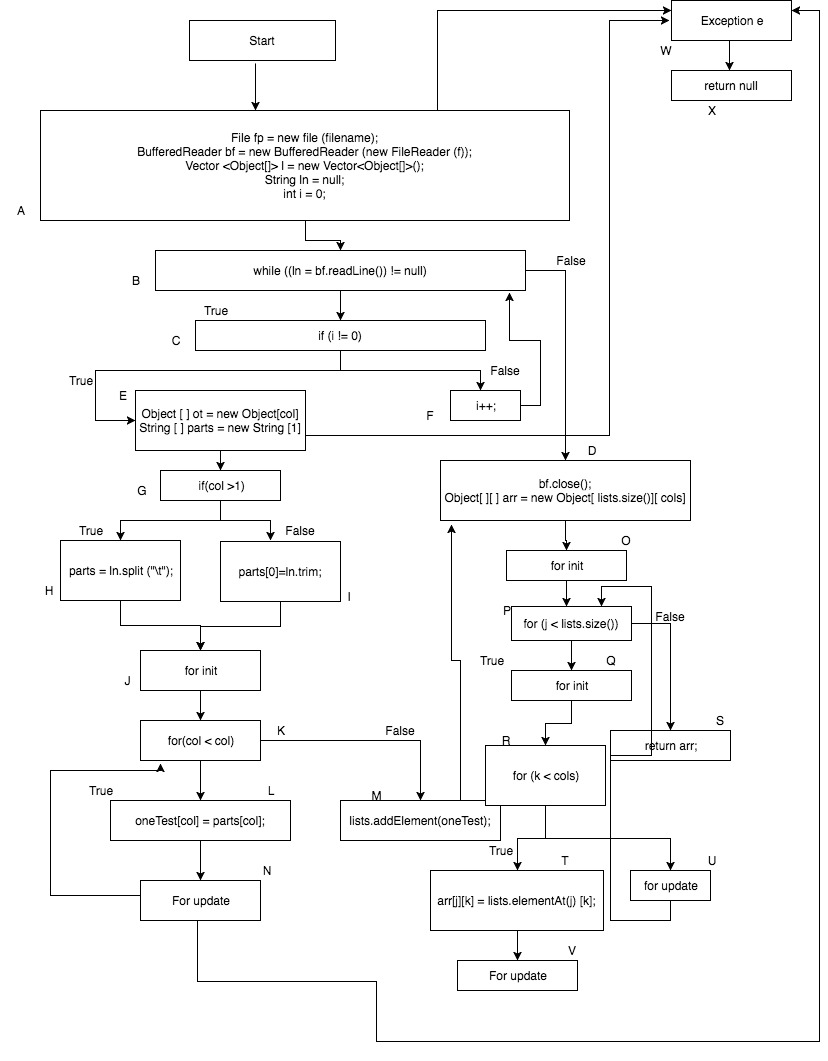 Exception e
Start
W
return null
X
File fp = new file (filename);
BufferedReader bf = new BufferedReader (new FileReader (f));
Vector <Object[]> l = new Vector<Object[]>();
String ln = null;
int i = 0;
A
while ((ln = bf.readLine()) != null)
False
B
True
if (i != 0)
C
True
False
E
Object [ ] ot = new Object[col]
String [ ] parts = new String [1]
i++;
F
D
if(col >1)
G
bf.close();
Object[ ][ ] arr = new Object[ lists.size()][ cols]
True
False
O
parts = ln.split ("\t");
parts[0]=ln.trim;
for init
H
I
P
for (j < lists.size())
False
True
Q
for init
J
for init
S
K
False
R
for(col < col)
return arr;
for (k < cols)
True
L
M
oneTest[col] = parts[col];
lists.addElement(oneTest);
True
T
U
N
for update
For update
arr[j][k] = lists.elementAt(j) [k];
V
For update